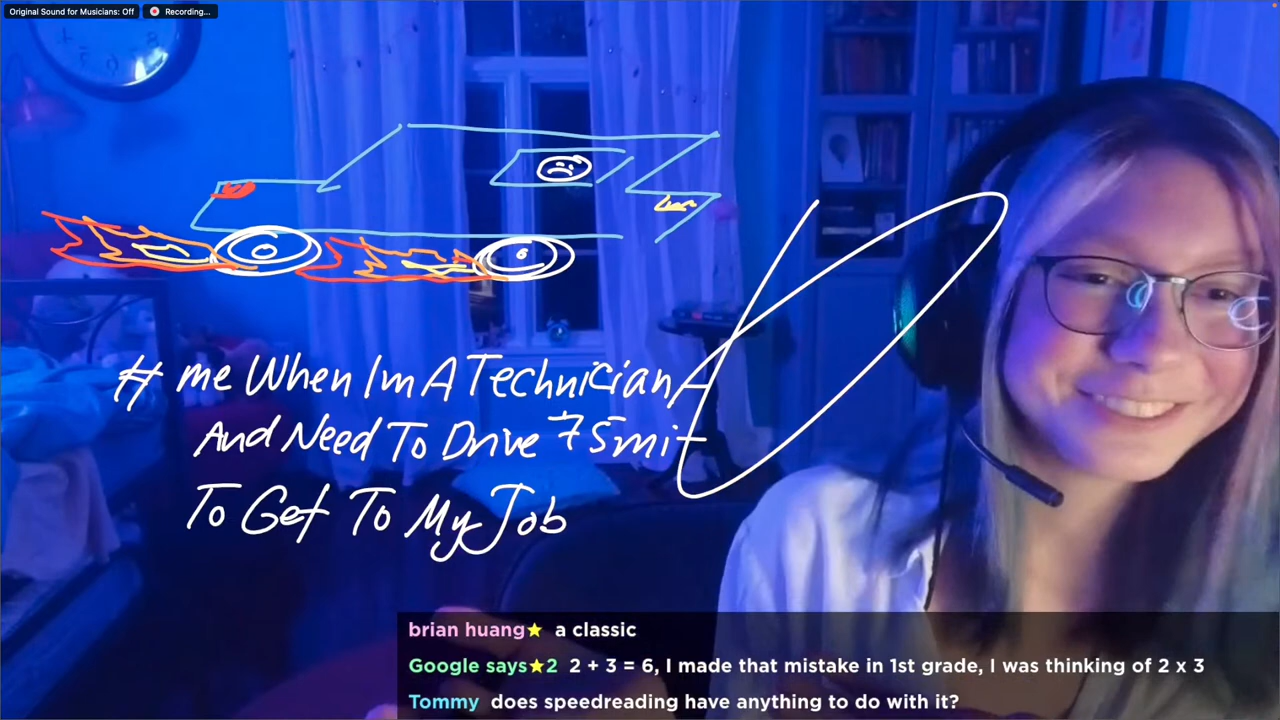 Original Sound for Musicians: Off
Recording...
# me When Im A Technician
And Need To Drive 75mi
To Get To My Job
brian huang⭐ a classic
Google says⭐2 2 + 3 = 6, I made that mistake in 1st grade, I was thinking of 2 x 3
Tommy does speedreading have anything to do with it?